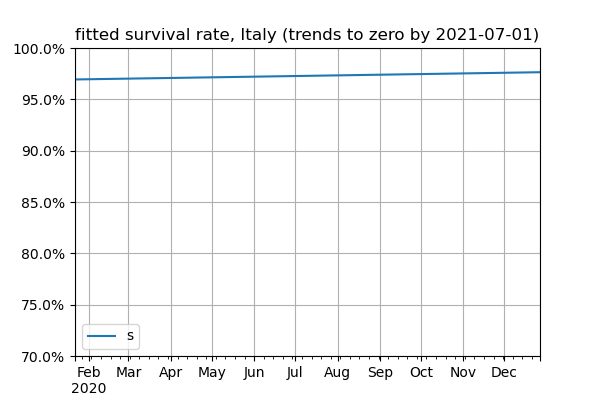 fitted survival rate, Italy (trends to zero by 2021-07-01)
100.0%
95.0%
90.0%
85.0%
80.0%
75.0%
70.0%
s
Feb Mar Apr May Jun Jul Aug Sep Oct Nov Dec
2020